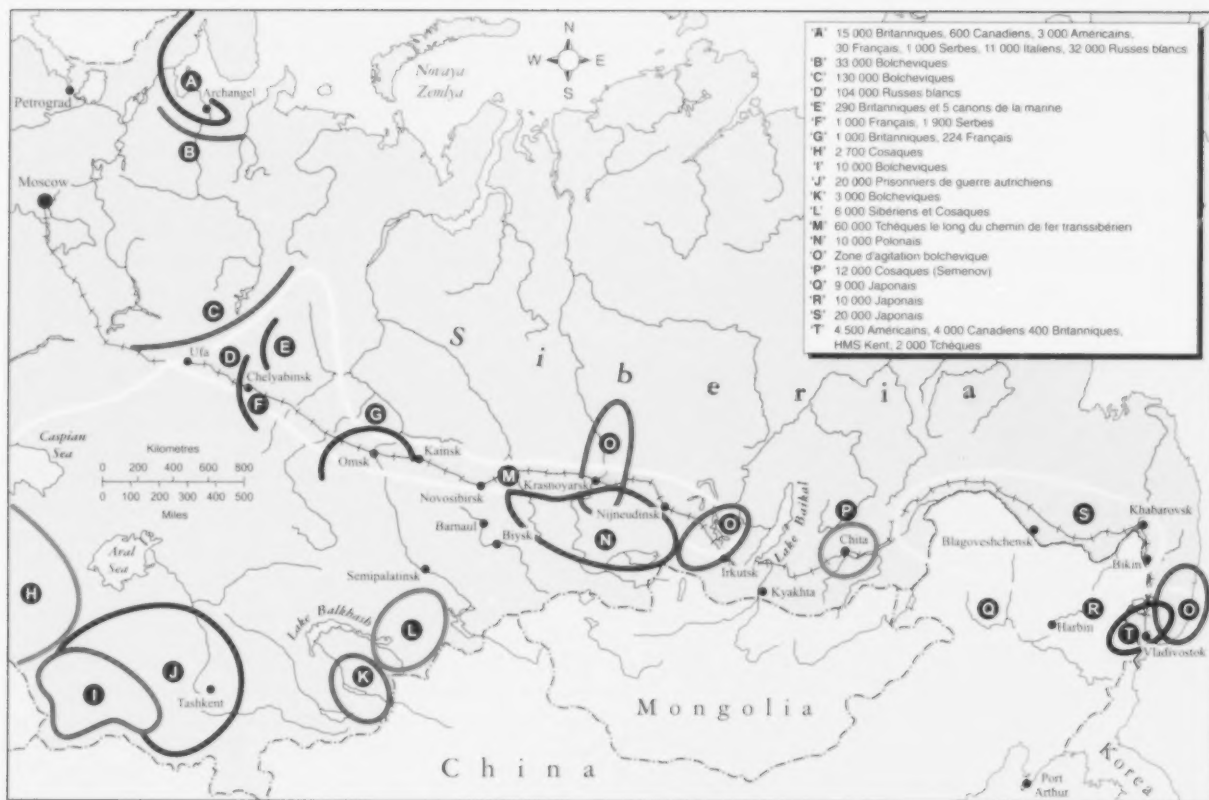 "A" 15 000 Britanniques, 600 Canadiens, 3 000 Américains,
30 Français, 1 000 Serbes, 11 000 Italiens, 32 000 Russes blancs
"B" 33 000 Bolcheviques
"C" 130 000 Bolcheviques
"D" 104 000 Russes blancs
"E" 290 Britanniques et 5 canons de la marine
"F" 1 000 Français, 1 900 Serbes
"G" 1 000 Britanniques, 224 Français
"H" 2 700 Cosaques
"I" 10 000 Bolcheviques
"J" 20 000 Prisonniers de guerre autrichiens
"K" 3 000 Bolcheviques
"L" 6 000 Sibériens et Cosaques
"M" 60 000 Tchèques le long du chemin de fer transsibérien
"N" 10 000 Polonais
"O" Zone d'agitation bolchevique
"P" 12 000 Cosaques (Semenov)
"Q" 9 000 Japonais
"R" 10 000 Japonais
"S" 20 000 Japonais
"T" 4 500 Américains, 4 000 Canadiens 400 Britanniques,
HMS Kent, 2 000 Tchèques
N
W E
S
Novaya
Zemlya
A
Archangel
Petrograd
B
Moscow
C
Ufa
D
E
Chelyabinsk
F
Siberia
G
Omsk
Kainsk
Novosibirsk
M
Krasnoyarsk
O
Nijneudinsk
N
Barnaul
Biysk
O
Irkutsk
Lake Baikal
P
Chita
Kyakhta
Blagoveshchensk
S
Khabarovsk
Bikin
Q
R
Harbin
T
O
Vladivostok
Caspian
Sea
Kilometres
0 200 400 600 800
0 100 200 300 400 500
Miles
Aral
Sea
H
I
J
Tashkent
Semipalatinsk
Lake Balkhash
L
K
Mongolia
China
Port
Arthur
Korea